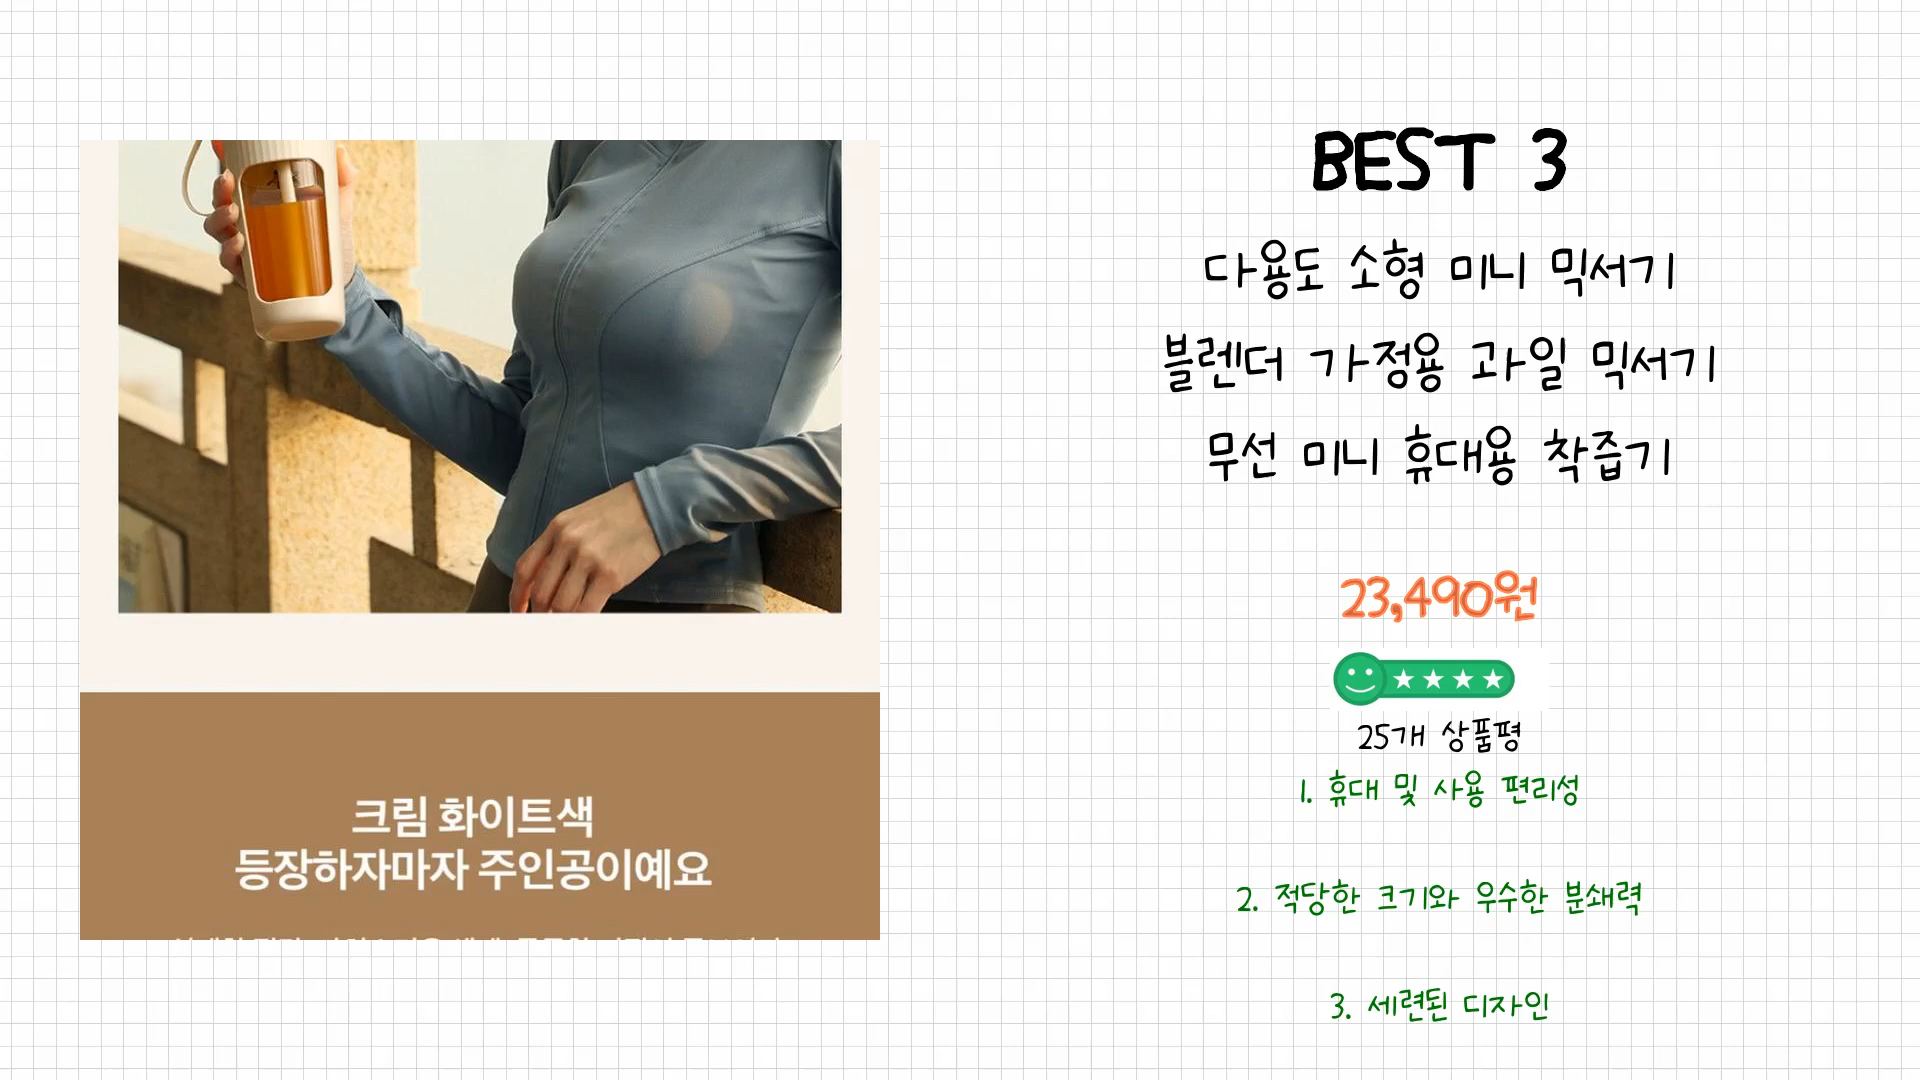 BEST 3
다용도 소형 미니 믹서기
블렌더 가정용 과일 믹서기
무선 미니 휴대용 착즙기
23,490원
25개 상품평
1. 휴대 및 사용 편리성
2. 적당한 크기와 우수한 분쇄력
3. 세련된 디자인
크림 화이트색
등장하자마자 주인공이예요